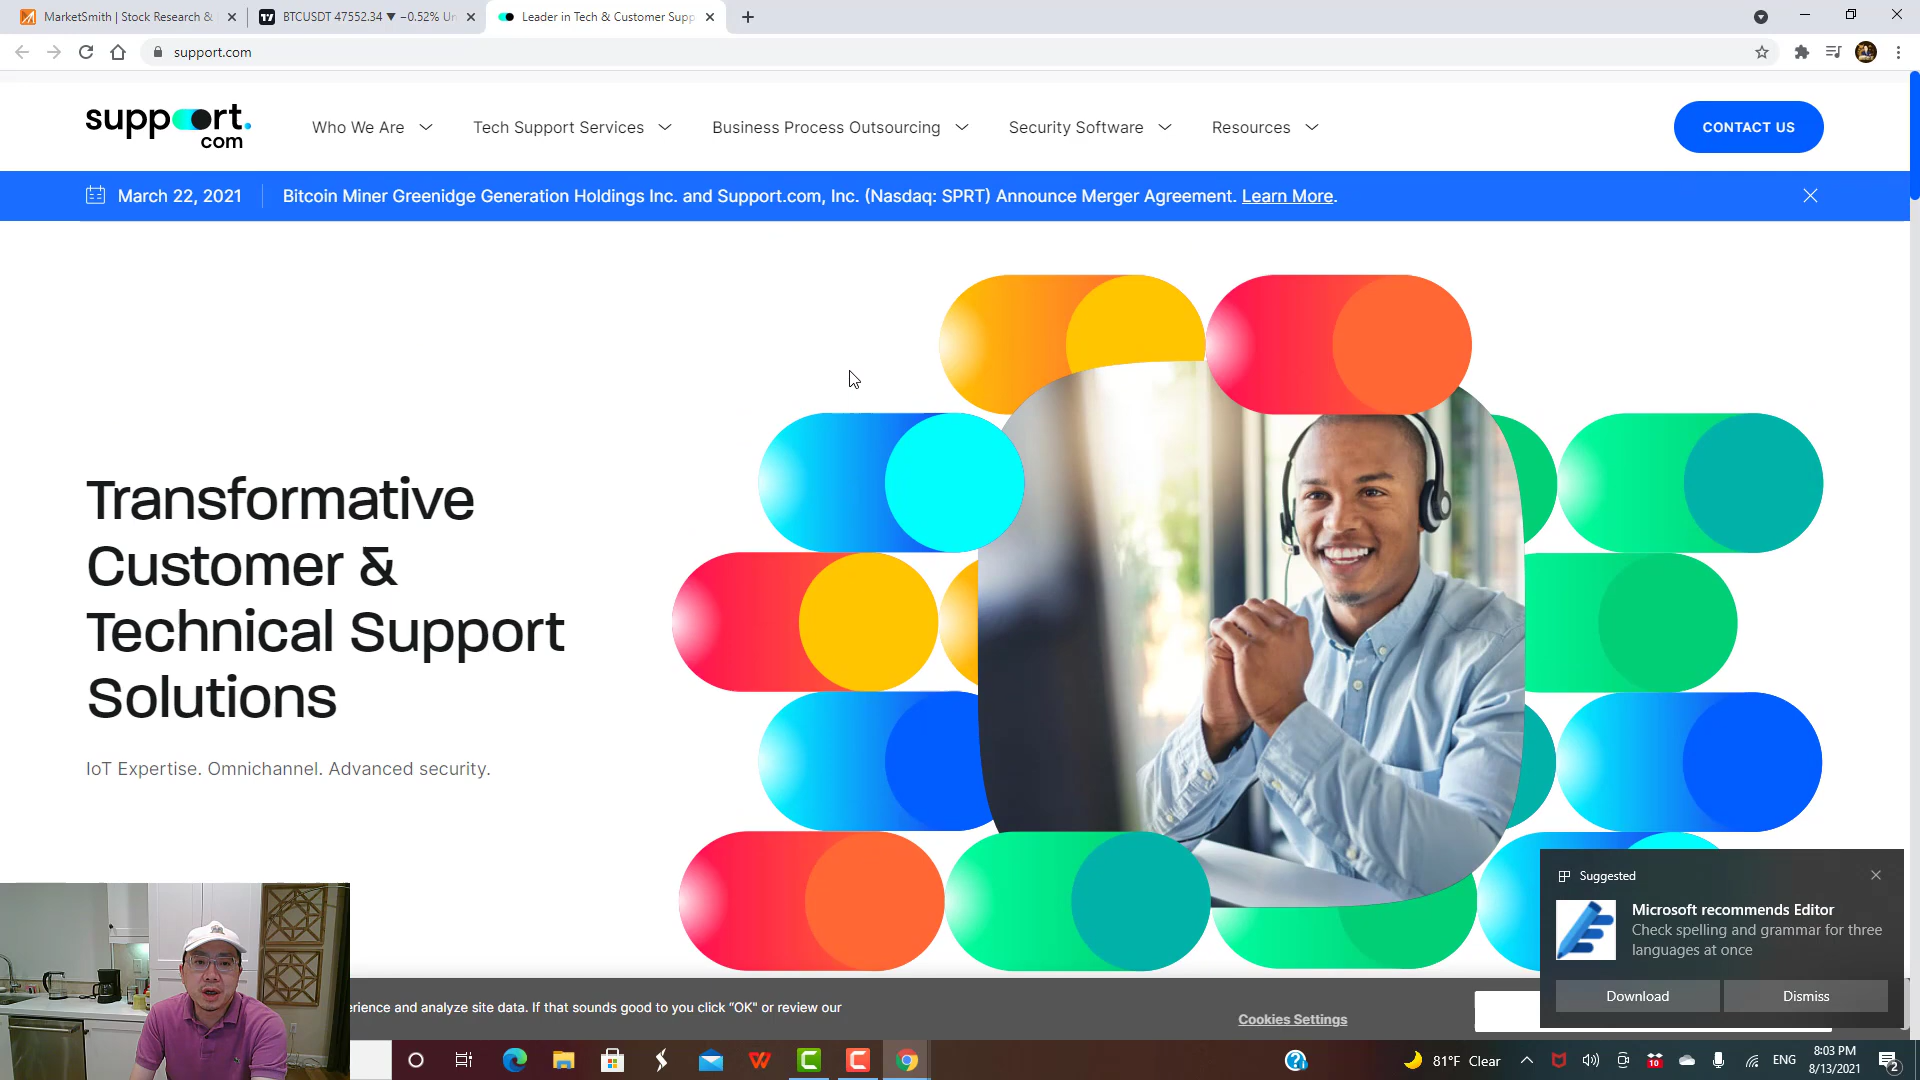 MarketSmith | Stock Research &
BTCUSDT 47552.34 ▼ −0.52% Un
Leader in Tech & Customer Supp
support.com
support.
com
Who We Are
Tech Support Services
Business Process Outsourcing
Security Software
Resources
CONTACT US
March 22, 2021
Bitcoin Miner Greenidge Generation Holdings Inc. and Support.com, Inc. (Nasdaq: SPRT) Announce Merger Agreement. Learn More.
Transformative
Customer &
Technical Support
Solutions
IoT Expertise. Omnichannel. Advanced security.
Suggested
Microsoft recommends Editor
Check spelling and grammar for three
languages at once
Download
Dismiss
erience and analyze site data. If that sounds good to you click “OK" or review our
Cookies Settings
10
81°F Clear
ENG
8:03 PM
8/13/2021
2